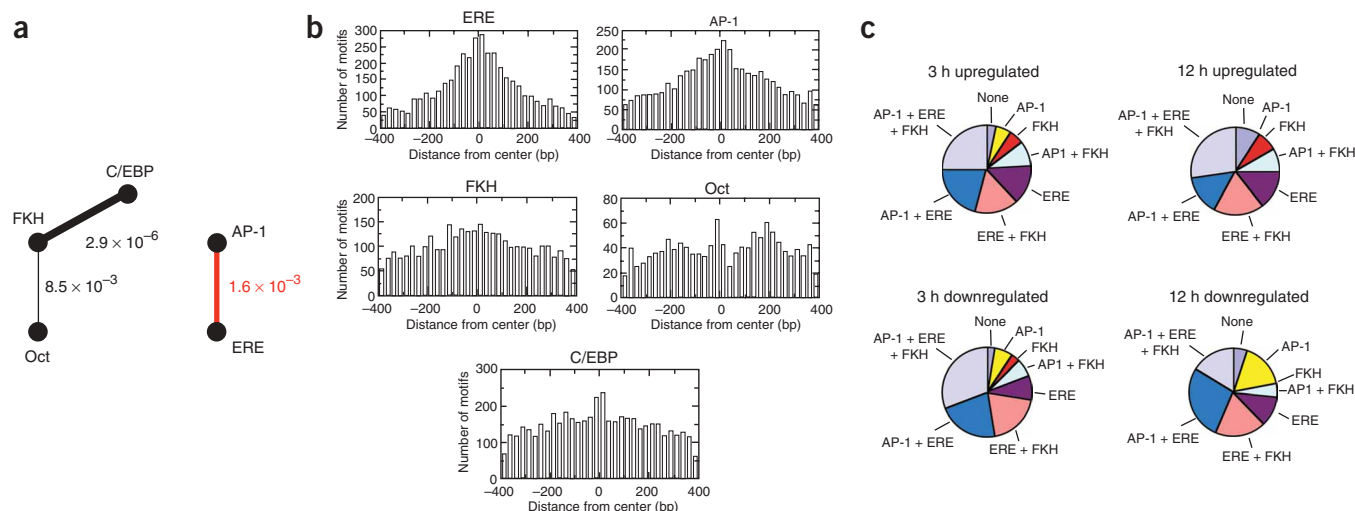 a
C/EBP
FKH
2.9 × 10⁻⁶
8.5 × 10⁻³
Oct
AP-1
1.6 × 10⁻³
ERE
b
ERE
Number of motifs
300
250
200
150
100
50
0
−400 −200 0 200 400
Distance from center (bp)
AP-1
250
200
150
100
50
0
−400 −200 0 200 400
Distance from center (bp)
FKH
Number of motifs
200
150
100
50
0
−400 −200 0 200 400
Distance from center (bp)
Oct
80
60
40
20
0
−400 −200 0 200 400
Distance from center (bp)
C/EBP
Number of motifs
300
200
100
0
−400 −200 0 200 400
Distance from center (bp)
c
3 h upregulated
None
AP-1
FKH
AP1 + FKH
ERE
ERE + FKH
AP-1 + ERE
AP-1 + ERE
+ FKH
12 h upregulated
None
AP-1
FKH
AP1 + FKH
ERE
ERE + FKH
AP-1 + ERE
AP-1 + ERE
+ FKH
3 h downregulated
None
AP-1
FKH
AP1 + FKH
ERE
ERE + FKH
AP-1 + ERE
AP-1 + ERE
+ FKH
12 h downregulated
None
AP-1
FKH
AP1 + FKH
ERE
ERE + FKH
AP-1 + ERE
AP-1 + ERE
+ FKH